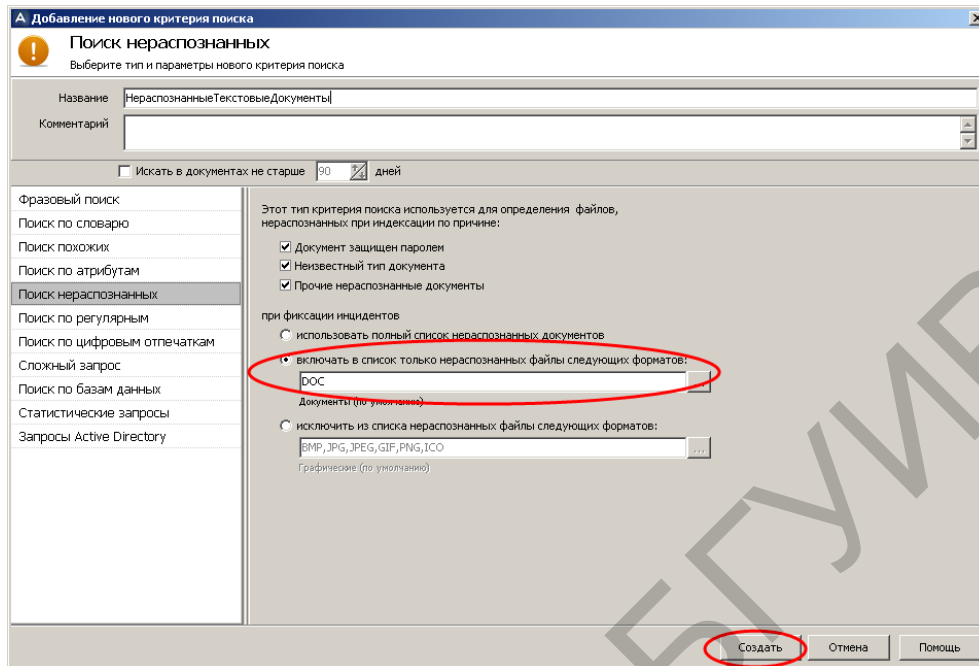 Добавление нового критерия поиска
Поиск нераспознанных
Выберите тип и параметры нового критерия поиска
Название НераспознанныеТекстовыеДокументы
Комментарий
Искать в документах не старше 90 дней
Фразовый поиск
Поиск по словарю
Поиск похожих
Поиск по атрибутам
Поиск нераспознанных
Поиск по регулярным
Поиск по цифровым отпечаткам
Сложный запрос
Поиск по базам данных
Статистические запросы
Запросы Active Directory
Этот тип критерия поиска используется для определения файлов,
нераспознанных при индексации по причине:
Документ защищен паролем
Неизвестный тип документа
Прочие нераспознанные документы
при фиксации инцидентов
использовать полный список нераспознанных документов
включать в список только нераспознанных файлы следующих форматов:
DOC
...
Документы (по умолчанию)
исключить из списка нераспознанных файлы следующих форматов:
BMP,JPG,JPEG,GIF,PNG,ICO
...
Графические (по умолчанию)
Создать Отмена Помощь
БГУИР